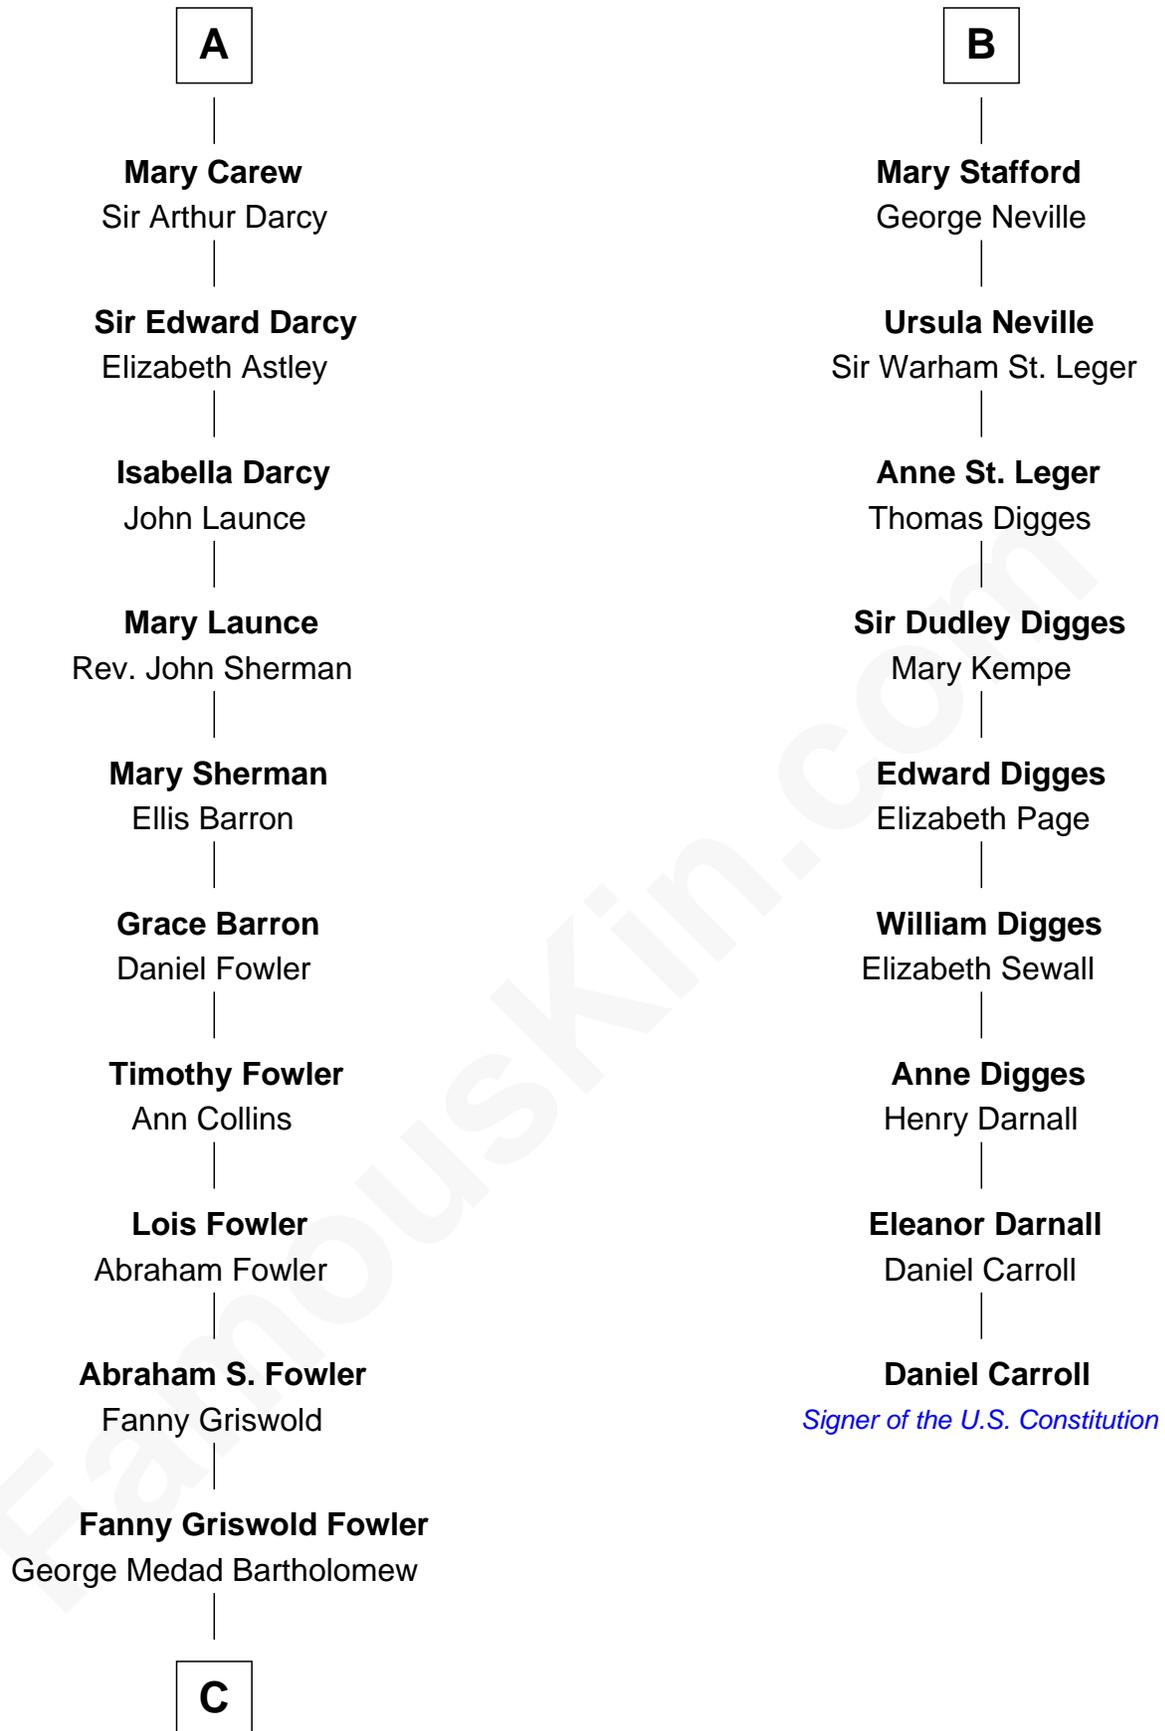 A
Mary Carew
Sir Arthur Darcy
Sir Edward Darcy
Elizabeth Astley
Isabella Darcy
John Launce
Mary Launce
Rev. John Sherman
Mary Sherman
Ellis Barron
Grace Barron
Daniel Fowler
Timothy Fowler
Ann Collins
Lois Fowler
Abraham Fowler
Abraham S. Fowler
Fanny Griswold
Fanny Griswold Fowler
George Medad Bartholomew
C
B
Mary Stafford
George Neville
Ursula Neville
Sir Warham St. Leger
Anne St. Leger
Thomas Digges
Sir Dudley Digges
Mary Kempe
Edward Digges
Elizabeth Page
William Digges
Elizabeth Sewall
Anne Digges
Henry Darnall
Eleanor Darnall
Daniel Carroll
Daniel Carroll
Signer of the U.S. Constitution
FamousKin.com